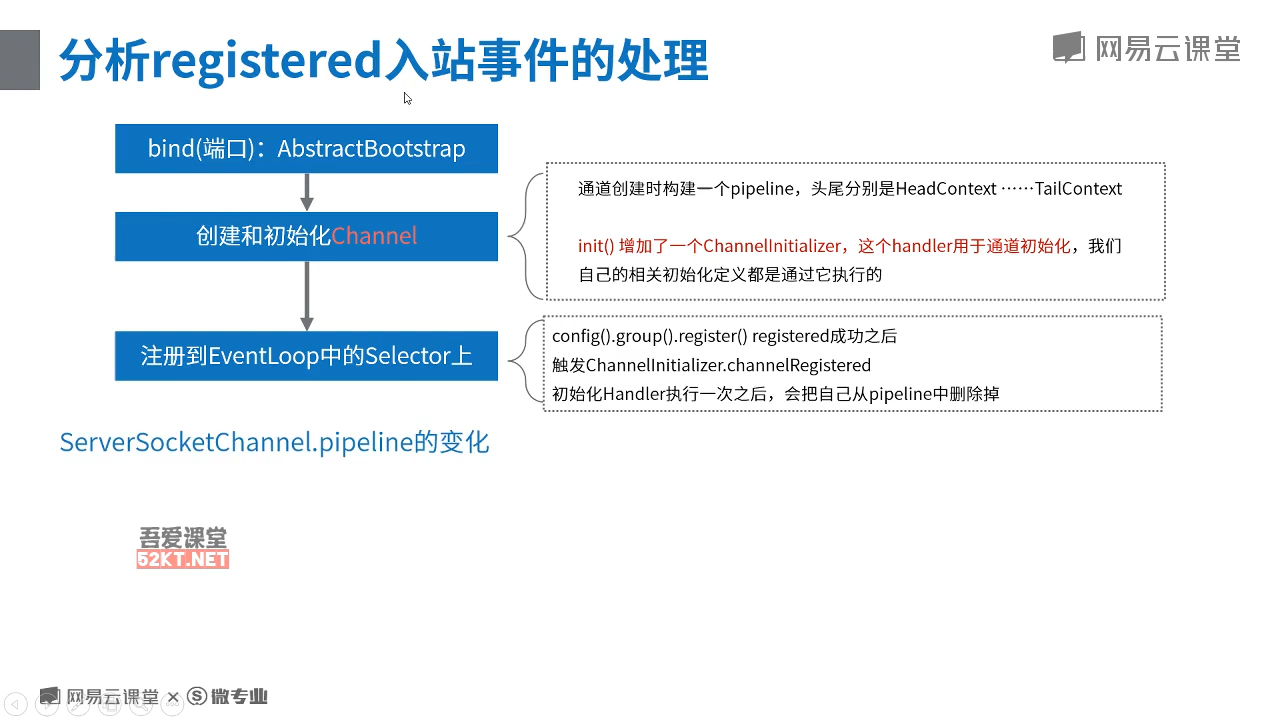 分析registered入站事件的处理
网易云课堂
bind(端口)：AbstractBootstrap
创建和初始化Channel
通道创建时构建一个pipeline，头尾分别是HeadContext ……TailContext
init() 增加了一个ChannelInitializer，这个handler用于通道初始化，我们
自己的相关初始化定义都是通过它执行的
注册到EventLoop中的Selector上
config().group().register() registered成功之后
触发ChannelInitializer.channelRegistered
初始化Handler执行一次之后，会把自己从pipeline中删除掉
ServerSocketChannel.pipeline的变化
吾爱课堂
52KT.NET
网易云课堂 × 微专业